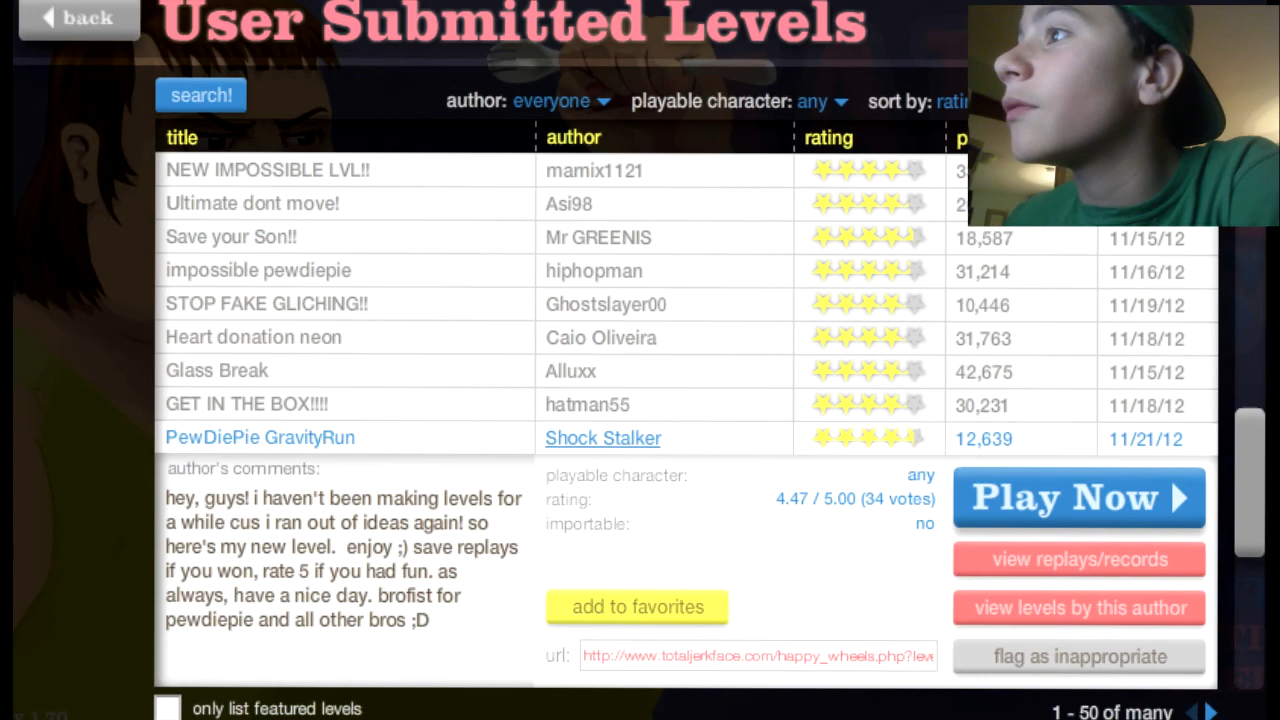 back
User Submitted Levels
search!
author: everyone playable character: any sort by:
title author rating
NEW IMPOSSIBLE LVL!! mamix1121
Ultimate dont move! Asi98
Save your Son!! Mr GREENIS 18,587 11/15/12
impossible pewdiepie hiphopman 31,214 11/16/12
STOP FAKE GLICHING!! Ghostslayer00 10,446 11/19/12
Heart donation neon Caio Oliveira 31,763 11/18/12
Glass Break Alluxx 42,675 11/15/12
GET IN THE BOX!!!! hatman55 30,231 11/18/12
PewDiePie GravityRun Shock Stalker 12,639 11/21/12
author's comments:
hey, guys! i haven't been making levels for
a while cus i ran out of ideas again! so
here's my new level. enjoy ;) save replays
if you won, rate 5 if you had fun. as
always, have a nice day. brofist for
pewdiepie and all other bros ;D
playable character: any
rating: 4.47 / 5.00 (34 votes)
importable: no
add to favorites
url: http://www.totaljerkface.com/happy_wheels.php?leve
Play Now
view replays/records
view levels by this author
flag as inappropriate
only list featured levels
1 - 50 of many